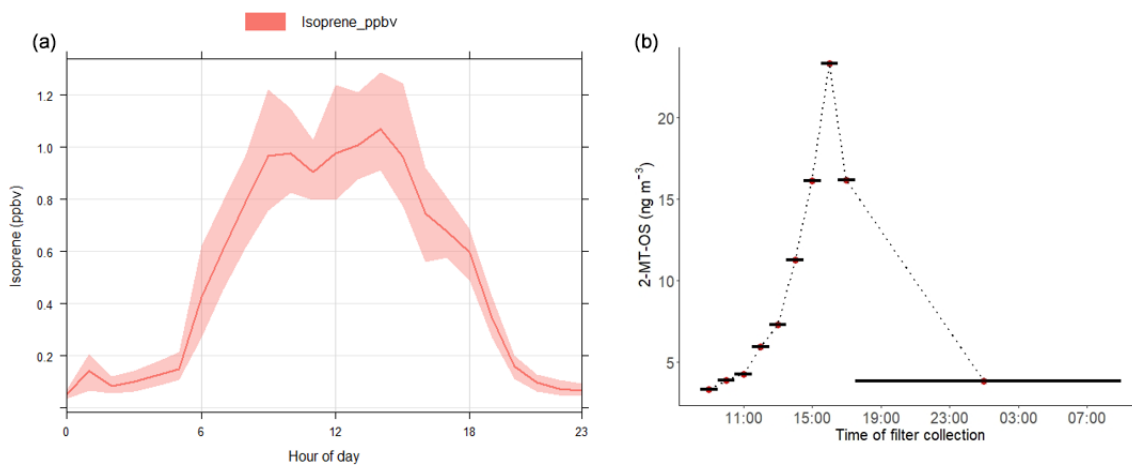 Isoprene_ppbv
(a)
Isoprene (ppbv)
1.2
1.0
0.8
0.6
0.4
0.2
0 6 12 18 23
Hour of day
(b)
2-MT-OS (ng m⁻³)
20
15
10
5
11:00 15:00 19:00 23:00 03:00 07:00
Time of filter collection